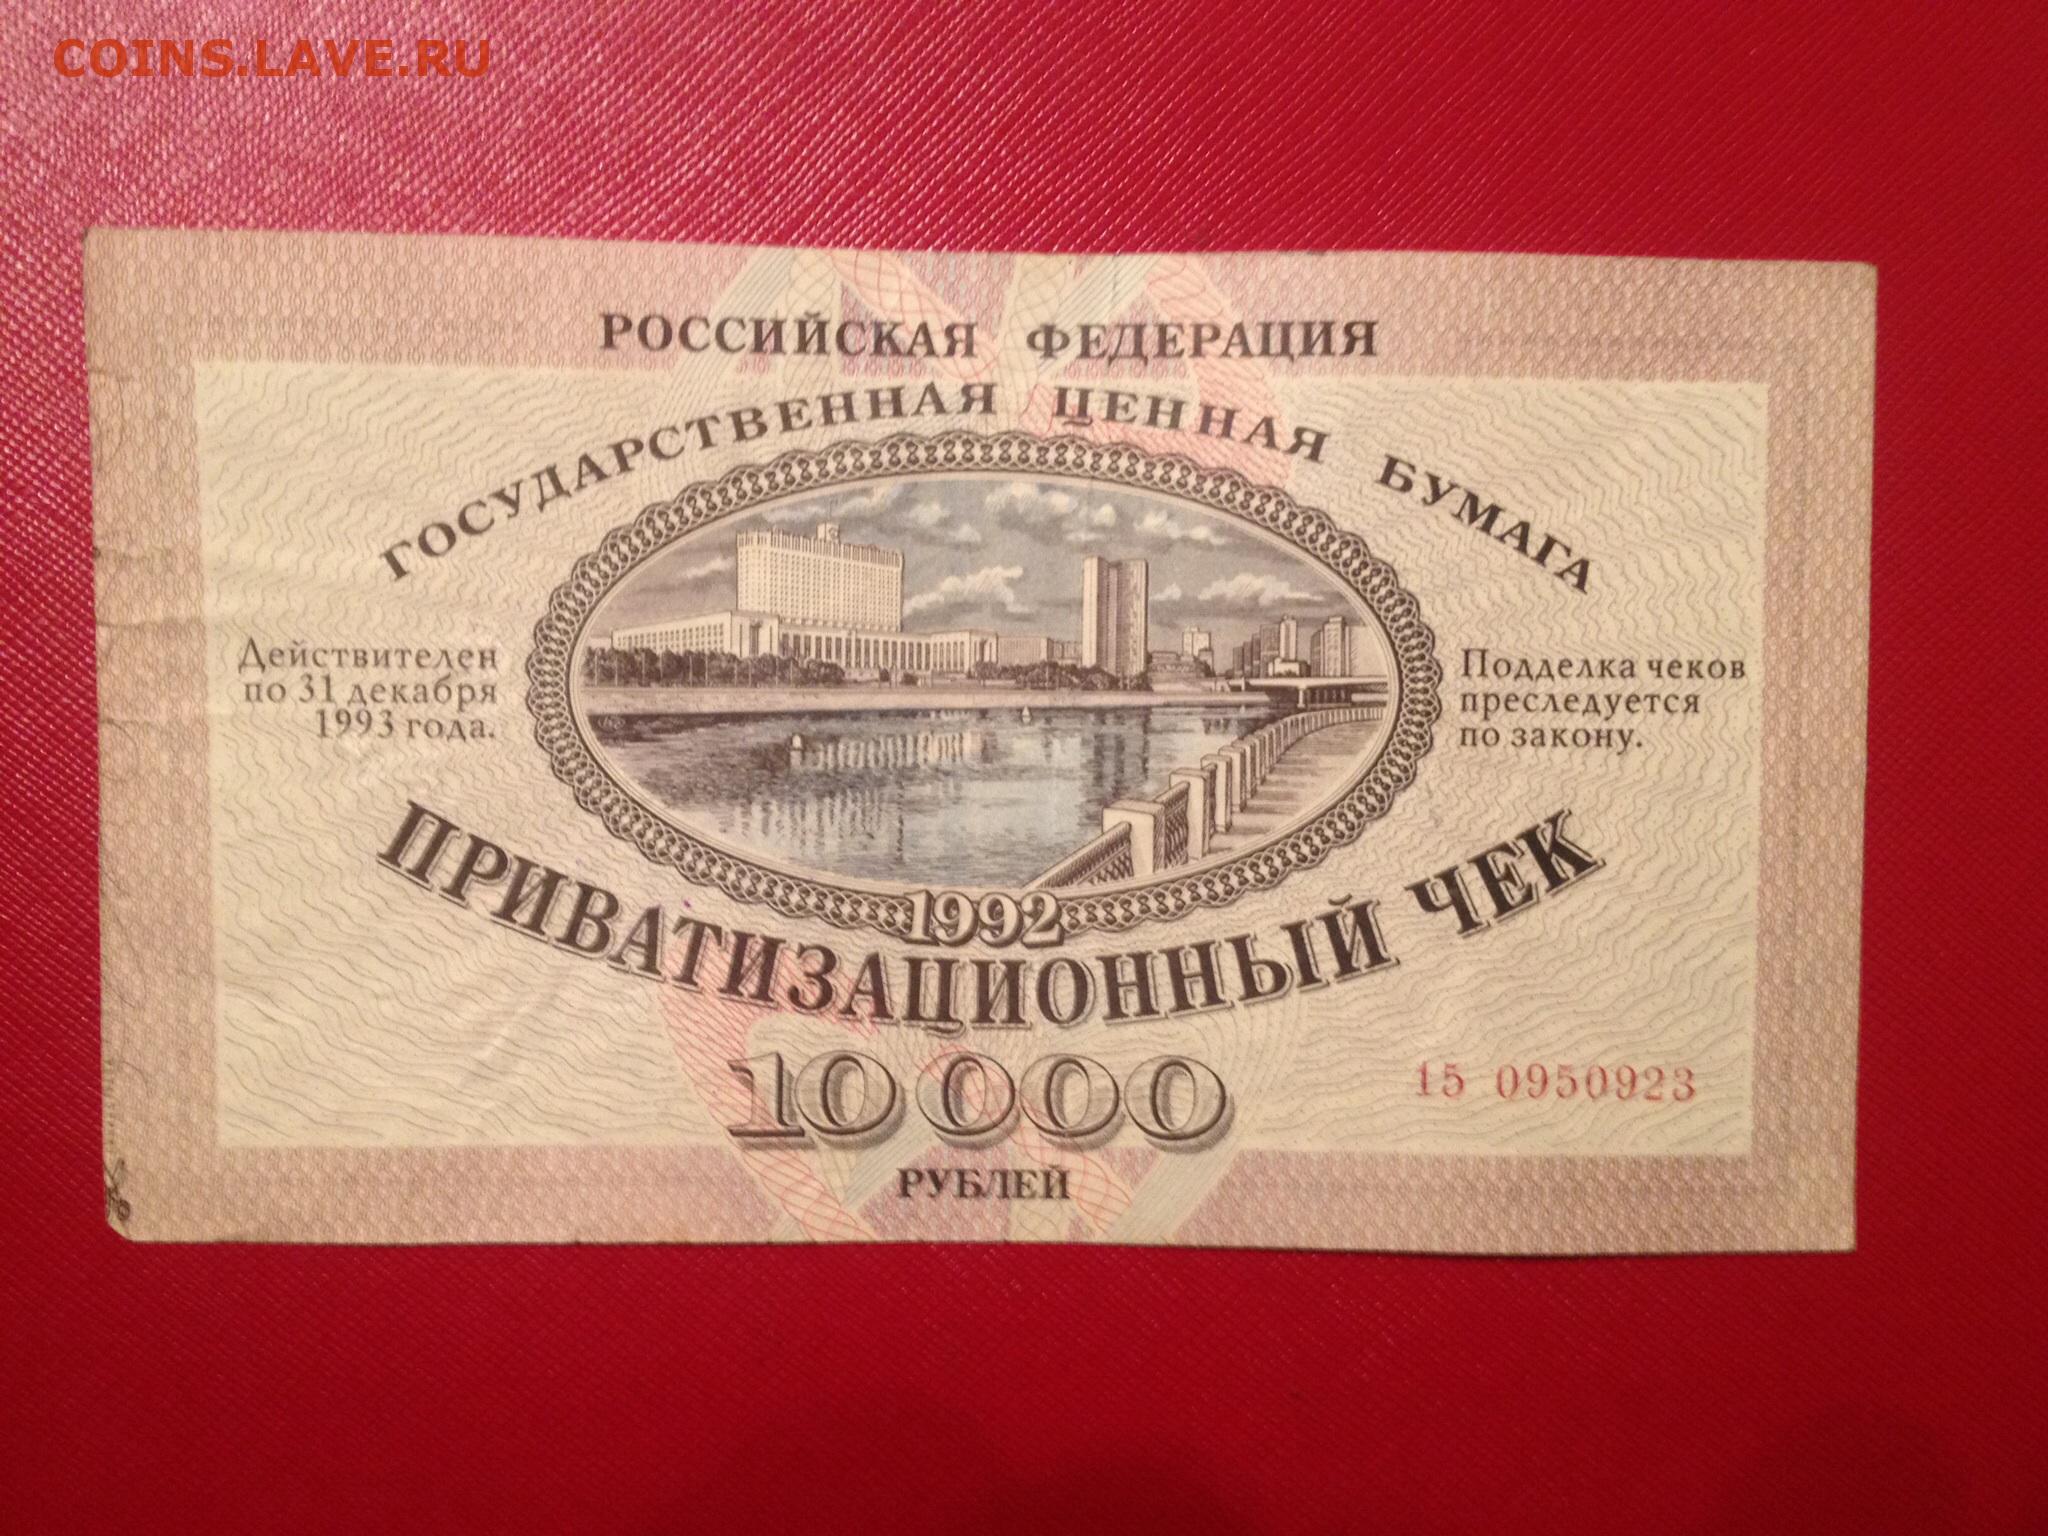 COINS.LAVE.RU
РОССИЙСКАЯ ФЕДЕРАЦИЯ
ГОСУДАРСТВЕННАЯ ЦЕННАЯ БУМАГА
Действителен
по 31 декабря
1993 года.
Подделка чеков
преследуется
по закону.
1992
ПРИВАТИЗАЦИОННЫЙ ЧЕК
10 000
РУБЛЕЙ
15 0950923